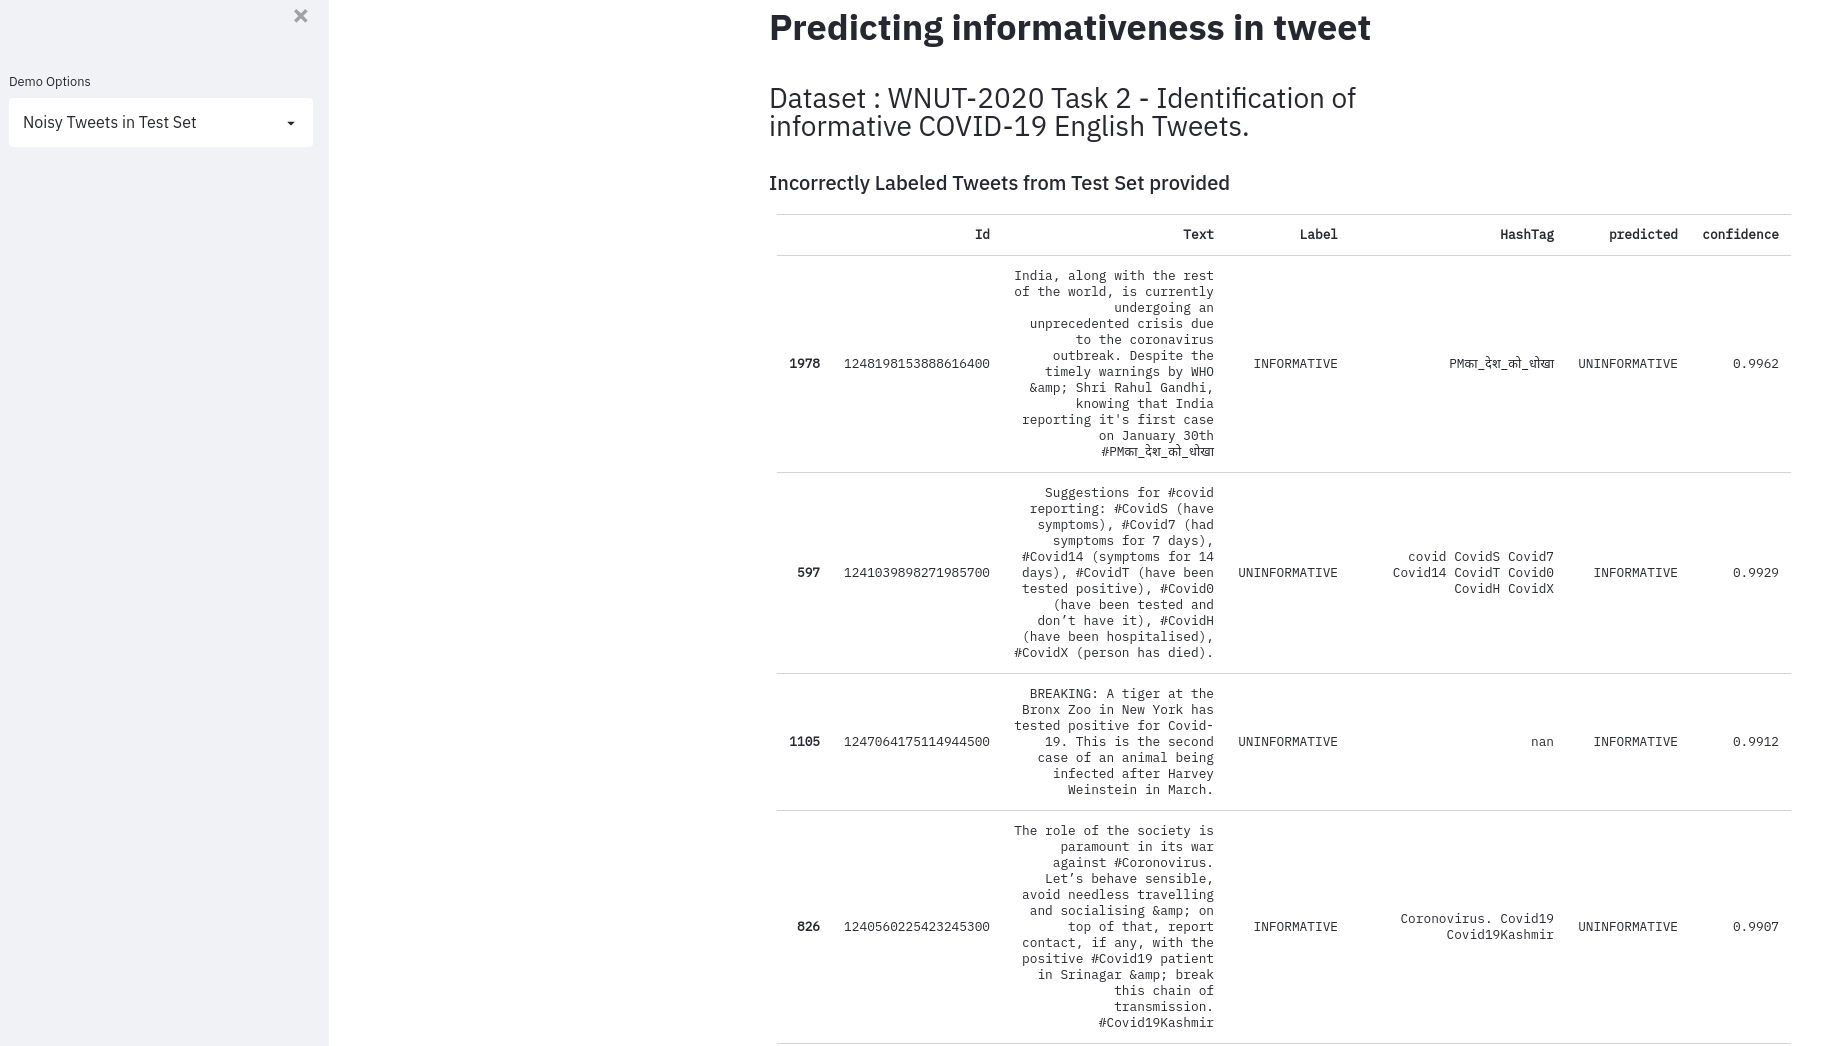 ×
Demo Options
Noisy Tweets in Test Set
Predicting informativeness in tweet
Dataset : WNUT-2020 Task 2 - Identification of
informative COVID-19 English Tweets.
Incorrectly Labeled Tweets from Test Set provided
Id Text Label HashTag predicted confidence
India, along with the rest
of the world, is currently
undergoing an
unprecedented crisis due
to the coronavirus
outbreak. Despite the
timely warnings by WHO
1978 1248198153888616400 INFORMATIVE PMका_देश_को_धोखा UNINFORMATIVE 0.9962
&amp; Shri Rahul Gandhi,
knowing that India
reporting it's first case
on January 30th
#PMका_देश_को_धोखा
Suggestions for #covid
reporting: #CovidS (have
symptoms), #Covid7 (had
symptoms for 7 days),
#Covid14 (symptoms for 14
597 1241039898271985700 days), #CovidT (have been UNINFORMATIVE covid CovidS Covid7 INFORMATIVE 0.9929
Covid14 CovidT Covid0
CovidH CovidX
tested positive), #Covid0
(have been tested and
don’t have it), #CovidH
(have been hospitalised),
#CovidX (person has died).
BREAKING: A tiger at the
Bronx Zoo in New York has
tested positive for Covid-
1105 1247064175114944500 19. This is the second UNINFORMATIVE nan INFORMATIVE 0.9912
case of an animal being
infected after Harvey
Weinstein in March.
The role of the society is
paramount in its war
against #Coronovirus.
Let’s behave sensible,
avoid needless travelling
and socialising &amp; on
826 1240560225423245300 top of that, report INFORMATIVE Coronovirus. Covid19 UNINFORMATIVE 0.9907
Covid19Kashmir
contact, if any, with the
positive #Covid19 patient
in Srinagar &amp; break
this chain of
transmission.
#Covid19Kashmir